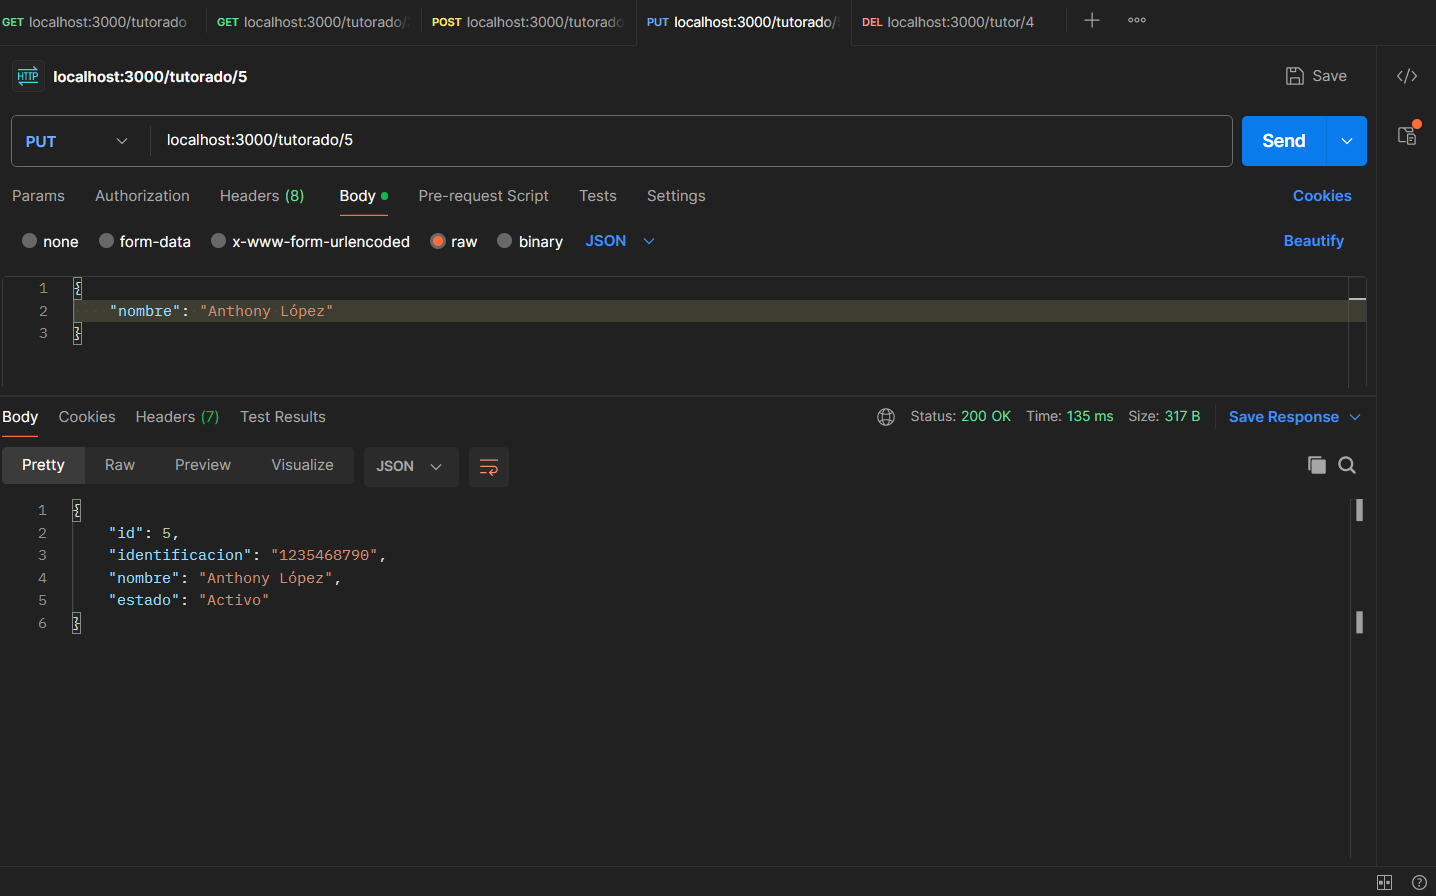 GET localhost:3000/tutorado GET localhost:3000/tutorado/ POST localhost:3000/tutorado PUT localhost:3000/tutorado/ DEL localhost:3000/tutor/4
HTTP localhost:3000/tutorado/5 Save
PUT localhost:3000/tutorado/5 Send
Params Authorization Headers (8) Body Pre-request Script Tests Settings Cookies
none form-data x-www-form-urlencoded raw binary JSON Beautify
1 {
2 "nombre": "Anthony López"
3 }
Body Cookies Headers (7) Test Results Status: 200 OK Time: 135 ms Size: 317 B Save Response
Pretty Raw Preview Visualize JSON
1 {
2 "id": 5,
3 "identificacion": "1235468790",
4 "nombre": "Anthony López",
5 "estado": "Activo"
6 }